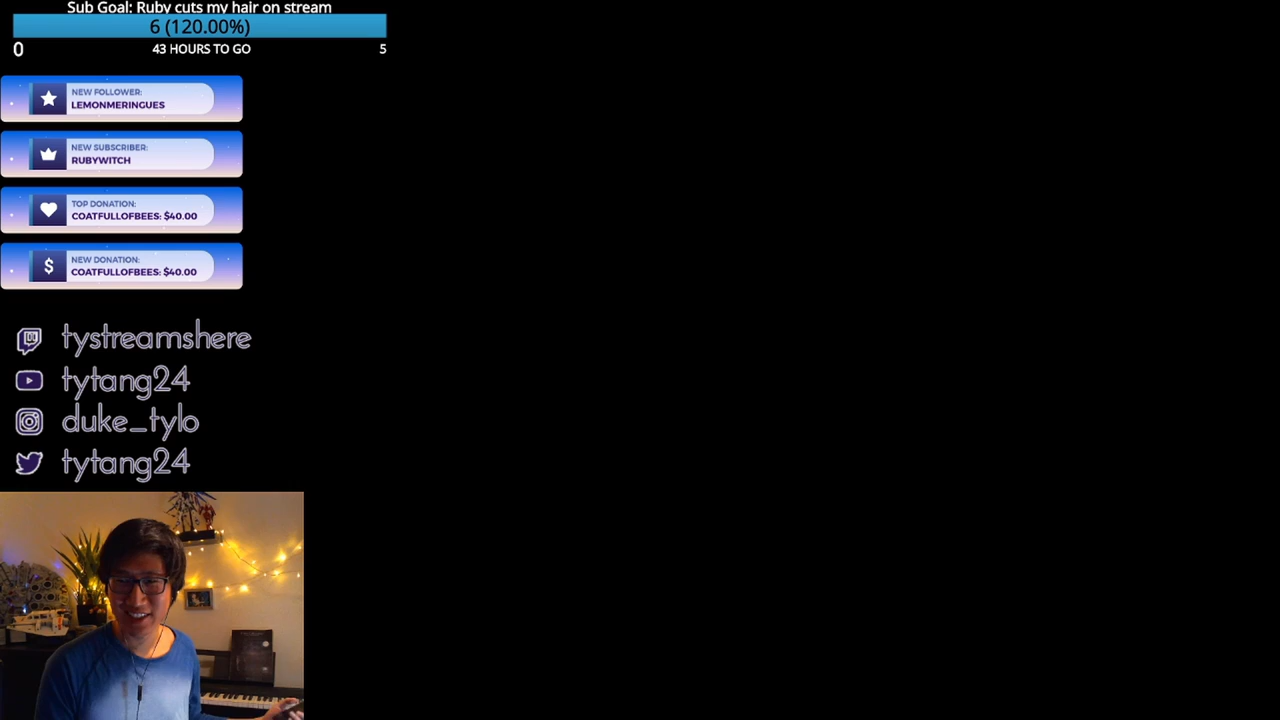 Sub Goal: Ruby cuts my hair on stream
6 (120.00%)
0 43 HOURS TO GO 5
NEW FOLLOWER:
LEMONMERINGUES
NEW SUBSCRIBER:
RUBYWITCH
TOP DONATION:
COATFULLOFBEES: $40.00
NEW DONATION:
COATFULLOFBEES: $40.00
tystreamshere
tytang24
duke_tylo
tytang24